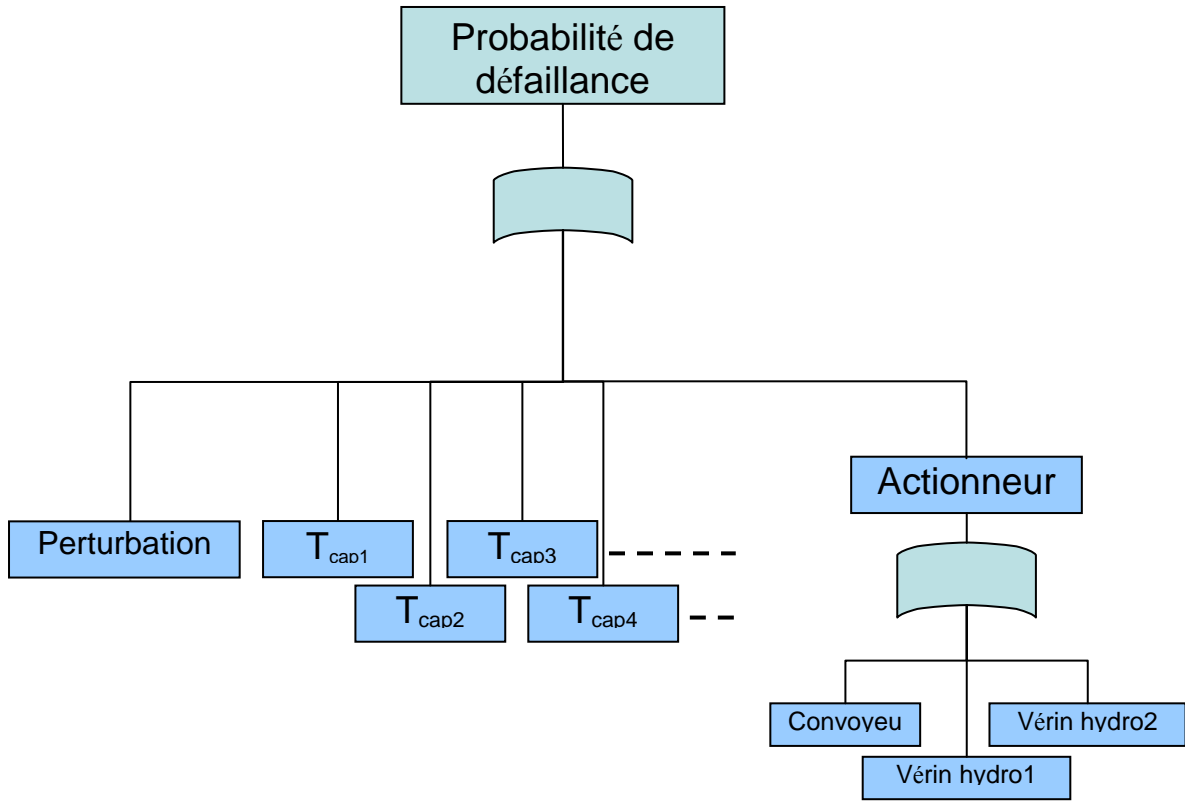 Probabilité de
défaillance
Actionneur
Perturbation
Tcap1
Tcap3
Tcap2
Tcap4
Convoyeu
Vérin hydro2
Vérin hydro1